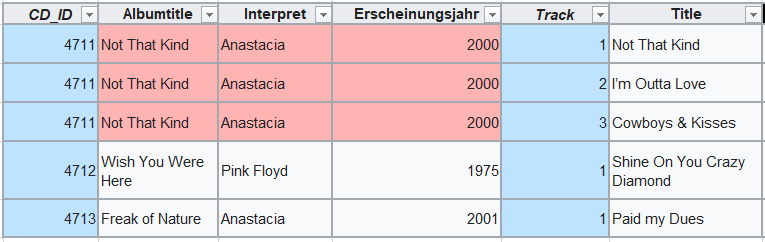 CD_ID Albumtitle Interpret Erscheinungsjahr Track Title
4711 Not That Kind Anastacia 2000 1 Not That Kind
4711 Not That Kind Anastacia 2000 2 I'm Outta Love
4711 Not That Kind Anastacia 2000 3 Cowboys & Kisses
4712 Wish You Were Here Pink Floyd 1975 1 Shine On You Crazy Diamond
4713 Freak of Nature Anastacia 2001 1 Paid my Dues